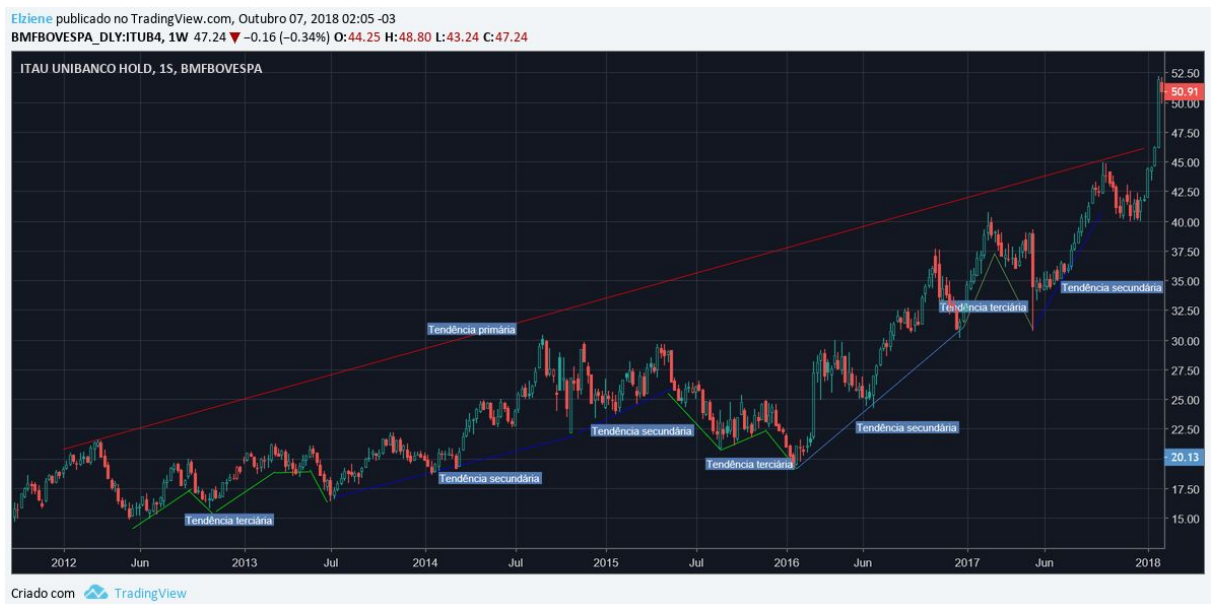 Elziene publicado no TradingView.com, Outubro 07, 2018 02:05 -03
BMFBOVESPA_DLY:ITUB4, 1W 47.24 ▼ −0.16 (−0.34%) O:44.25 H:48.80 L:43.24 C:47.24
ITAU UNIBANCO HOLD, 1S, BMFBOVESPA
52.50
50.91
50.00
47.50
45.00
42.50
40.00
37.50
35.00
Tendência secundária
Tendência terciária
32.50
Tendência primária
30.00
27.50
25.00
Tendência secundária
Tendência secundária
22.50
Tendência terciária
20.13
Tendência secundária
17.50
Tendência terciária
15.00
2012 Jun 2013 Jul 2014 Jul 2015 Jul 2016 Jun 2017 Jun 2018
Criado com TradingView